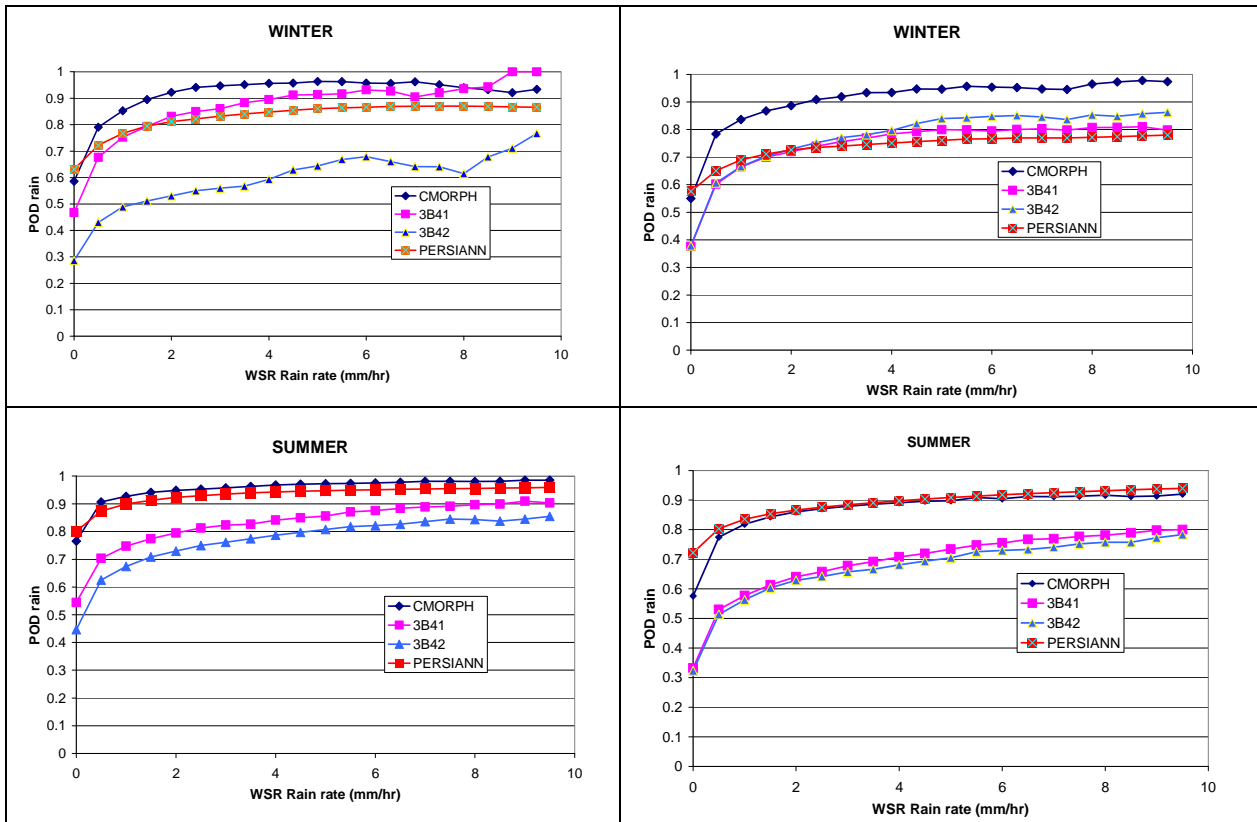 WINTER
1
0.9
0.8
0.7
0.6
0.5
0.4
0.3
0.2
0.1
0
POD rain
0 2 4 6 8 10
WSR Rain rate (mm/hr)
CMORPH
3B41
3B42
PERSIANN
WINTER
1
0.9
0.8
0.7
0.6
0.5
0.4
0.3
0.2
0.1
0
POD rain
0 2 4 6 8 10
WSR Rain rate (mm/hr)
CMORPH
3B41
3B42
PERSIANN
SUMMER
1
0.9
0.8
0.7
0.6
0.5
0.4
0.3
0.2
0.1
0
POD rain
0 2 4 6 8 10
WSR Rain rate (mm/hr)
CMORPH
3B41
3B42
PERSIANN
SUMMER
1
0.9
0.8
0.7
0.6
0.5
0.4
0.3
0.2
0.1
0
POD rain
0 2 4 6 8 10
WSR Rain rate (mm/hr)
CMORPH
3B41
3B42
PERSIANN